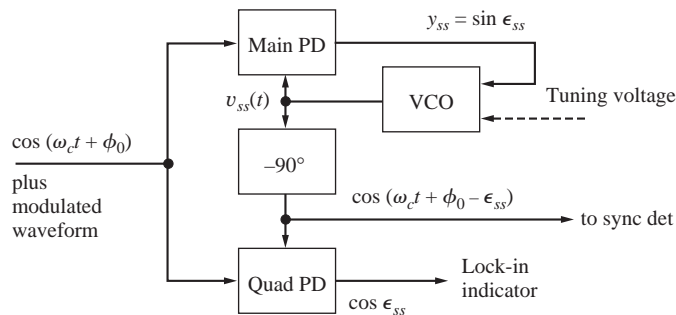 y_ss = sin ϵ_ss
Main PD
v_ss(t)
VCO
Tuning voltage
cos (ω_c t + ϕ_0)
plus
modulated
waveform
–90°
cos (ω_c t + ϕ_0 – ϵ_ss)
to sync det
Quad PD
cos ϵ_ss
Lock-in
indicator